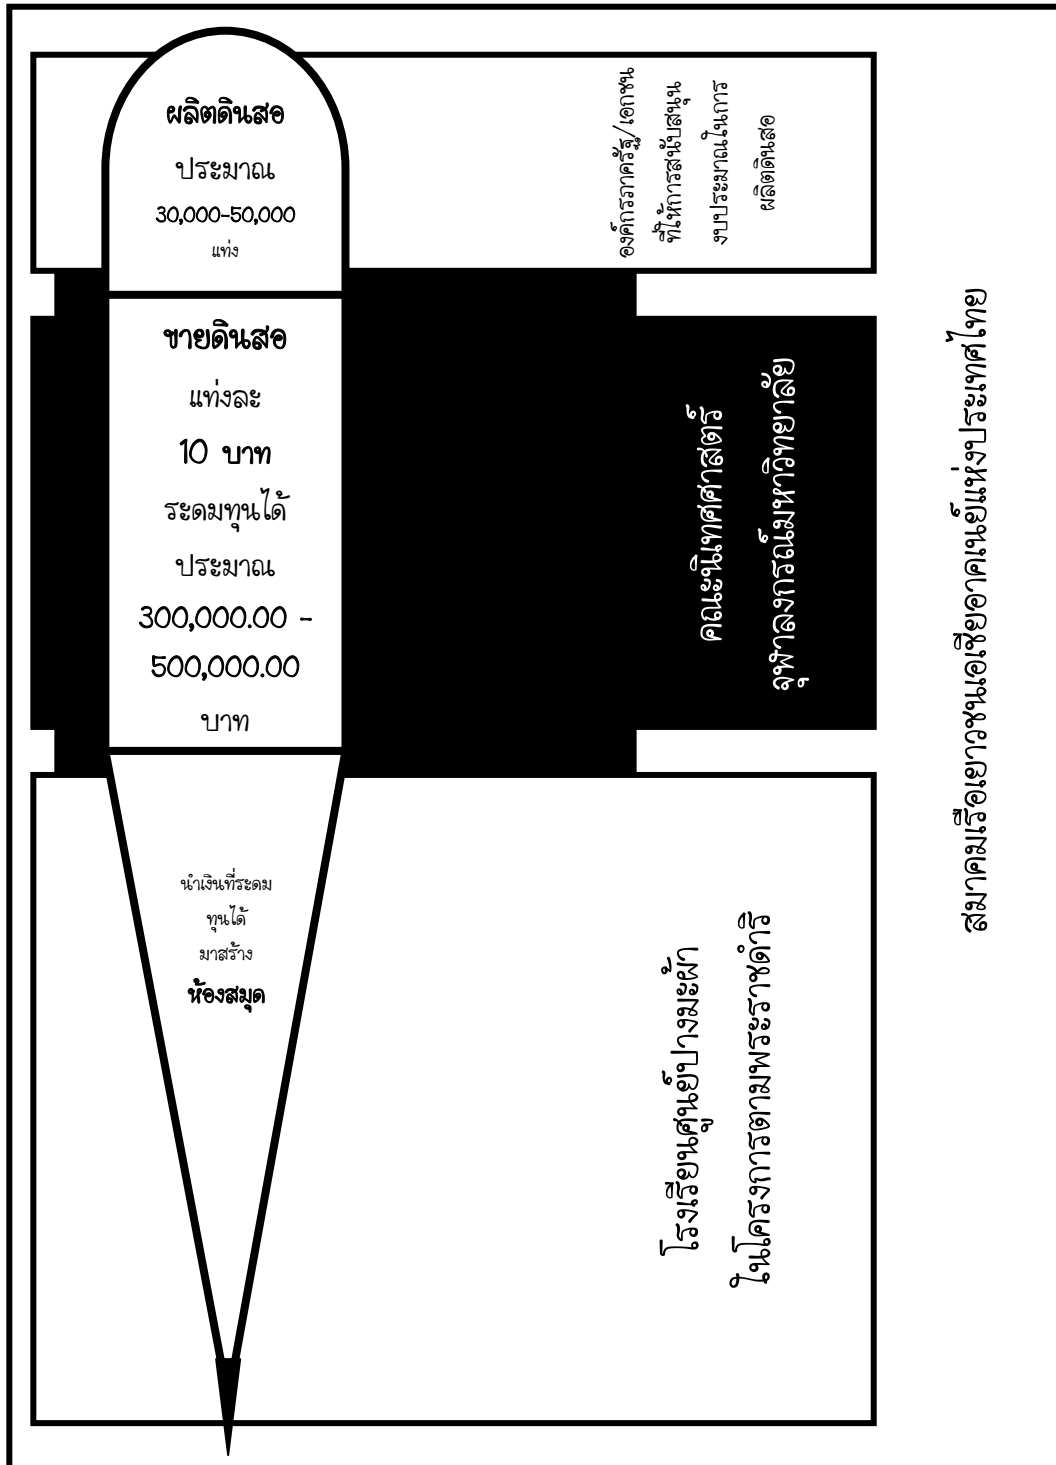 ผลิตดินสอ
ประมาณ
30,000-50,000
แท่ง
ขายดินสอ
แท่งละ
10 บาท
ระดมทุนได้
ประมาณ
300,000.00 -
500,000.00
บาท
นำเงินที่ระดม
ทุนได้
มาสร้าง
ห้องสมุด
องค์กรภาครัฐ/เอกชน
ที่ให้การสนับสนุน
งบประมาณในการ
ผลิตดินสอ
คณะนิเทศศาสตร์
จุฬาลงกรณ์มหาวิทยาลัย
โรงเรียนศูนย์ปางมะผ้า
ในโครงการตามพระราชดำริ
สมาคมเรือเยาวชนเอเชียอาคเนย์แห่งประเทศไทย